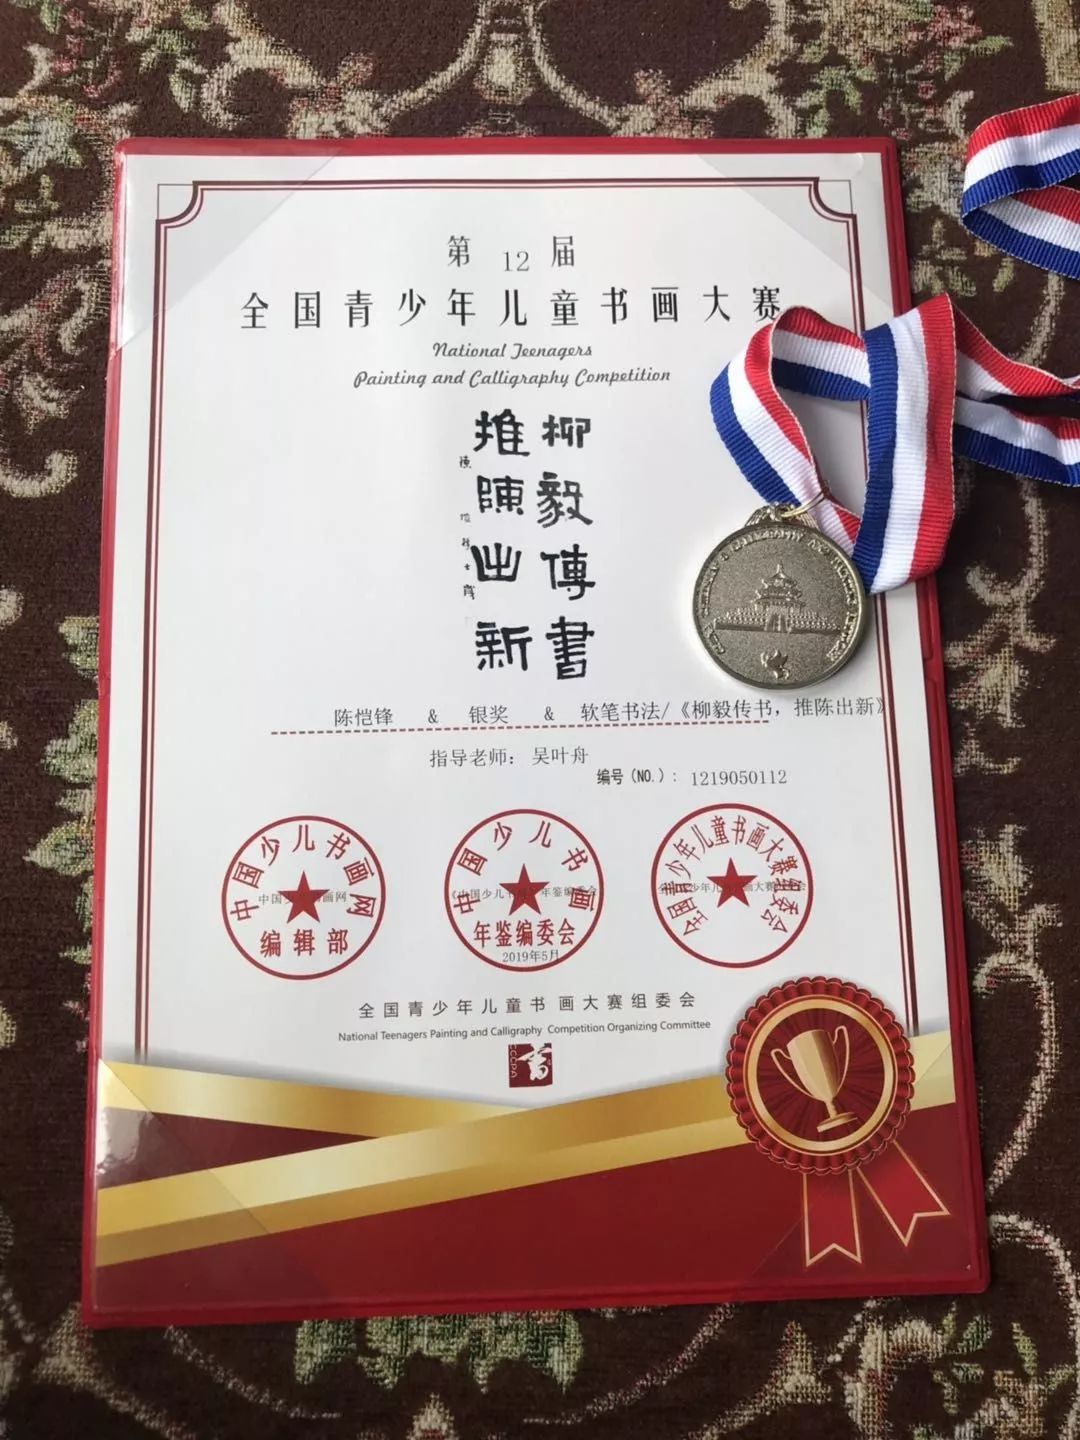 第 12 届
全国青少年儿童书画大赛
National Teenagers
Painting and Calligraphy Competition
柳毅傳書
推陳出新
陈恺锋 & 银奖 & 软笔书法/《柳毅传书，推陈出新》
指导老师： 吴叶舟
编号（NO.）： 1219050112
中国少儿书画网
编辑部
中国少儿书画
年鉴编委会
2019年5月
全国青少年儿童书画大赛组委会
全国青少年儿童书画大赛组委会
National Teenagers Painting and Calligraphy Competition Organizing Committee